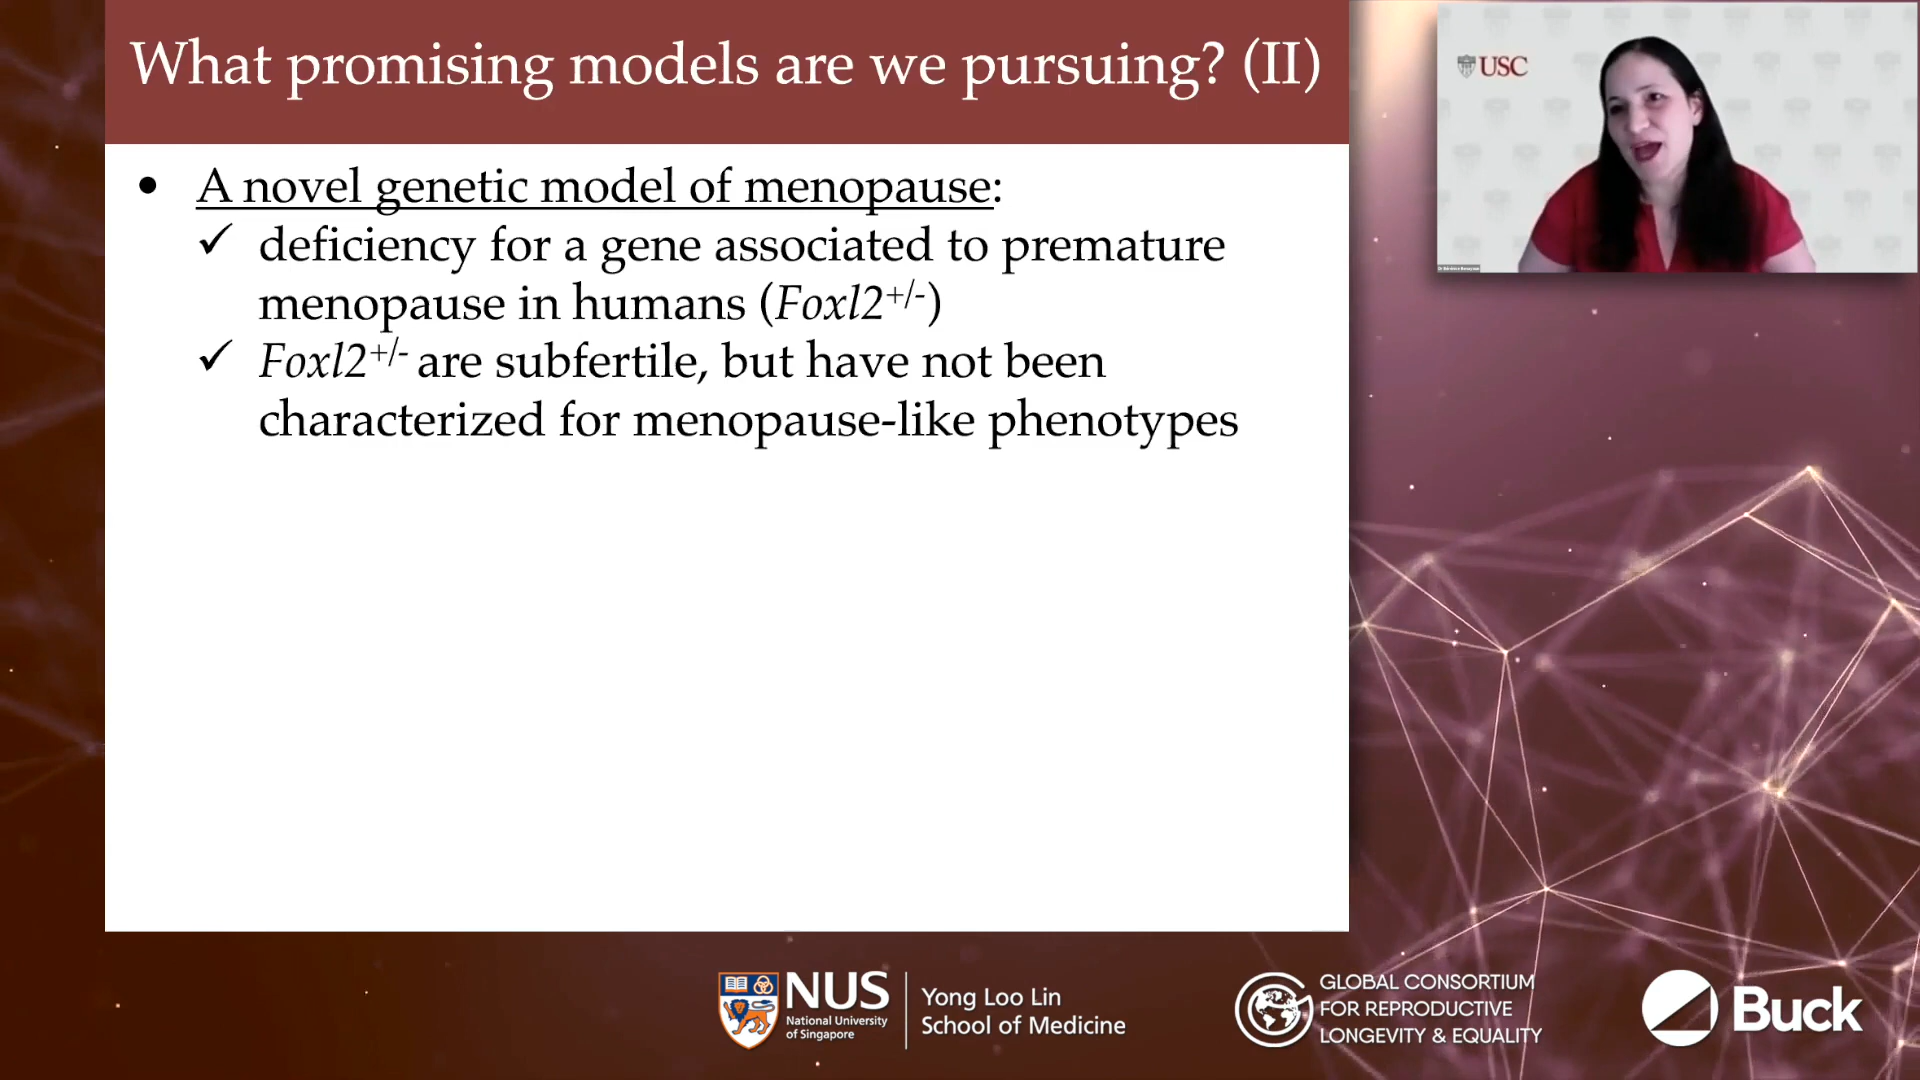 What promising models are we pursuing? (II)
USC
• A novel genetic model of menopause:
✓ deficiency for a gene associated to premature
menopause in humans (Foxl2+/-)
✓ Foxl2+/- are subfertile, but have not been
characterized for menopause-like phenotypes
NUS
National University
of Singapore
Yong Loo Lin
School of Medicine
GLOBAL CONSORTIUM
FOR REPRODUCTIVE
LONGEVITY & EQUALITY
Buck